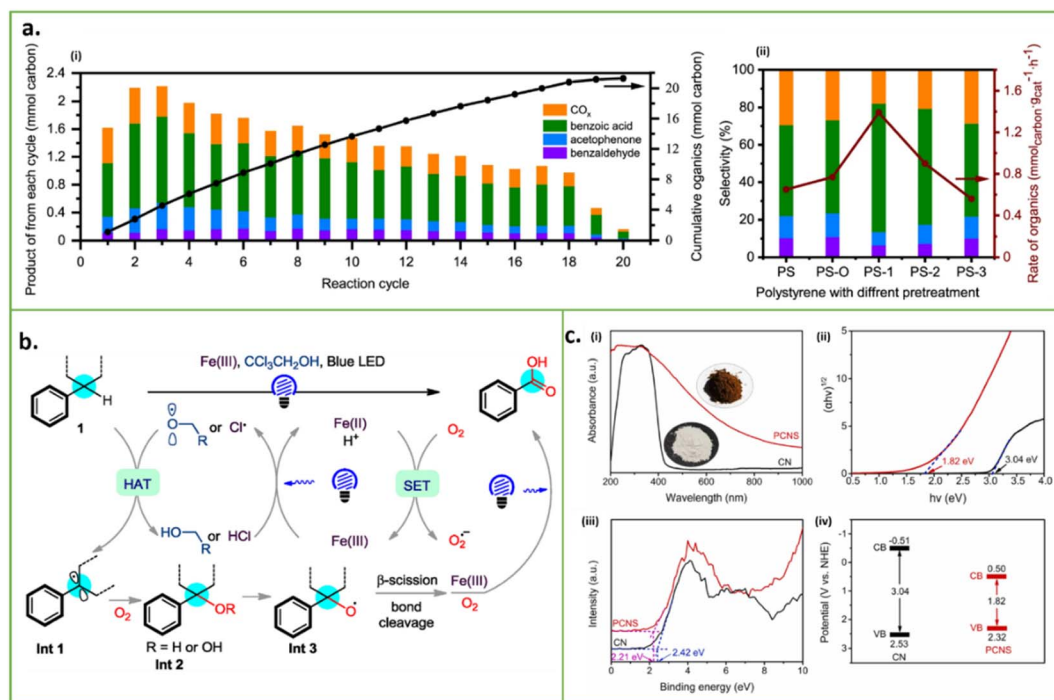 a.
(i)
Product of from each cycle (mmol carbon)
2.4
2
1.6
1.2
0.8
0.4
0
COx
benzoic acid
acetophenone
benzaldehyde
20
16
12
8
4
0
Cumulative oganics (mmol carbon)
0 2 4 6 8 10 12 14 16 18 20
Reaction cycle
(ii)
Selectivity (%)
100
80
60
40
20
0
1.6
1.2
0.8
0.4
0
Rate of organics (mmolcarbon·gcat⁻¹·h⁻¹)
PS PS-O PS-1 PS-2 PS-3
Polystyrene with diffrent pretreatment
b.
Fe(III), CCl3CH2OH, Blue LED
H
1
OH
O
O R or Cl•
Fe(II)
H+
O2
HAT
SET
HO R or HCl
Fe(III)
O2•-
O2
OR
O•
β-scission
bond
cleavage
Fe(III)
O2
R = H or OH
Int 1
Int 2
Int 3
c.
(i)
Absorbance (a.u.)
PCNS
CN
200 400 600 800 1000
Wavelength (nm)
(ii)
(αhv)1/2
5
4
3
2
1
0
1.82 eV
3.04 eV
0.0 0.5 1.0 1.5 2.0 2.5 3.0 3.5 4.0
hv (eV)
(iii)
Intensity (a.u.)
PCNS
CN
2.21 eV
2.42 eV
0 2 4 6 8 10
Binding energy (eV)
(iv)
Potential (V vs. NHE)
-1
0
1
2
3
CB
-0.51
3.04
VB
2.53
CN
0.50
CB
1.82
VB
2.32
PCNS